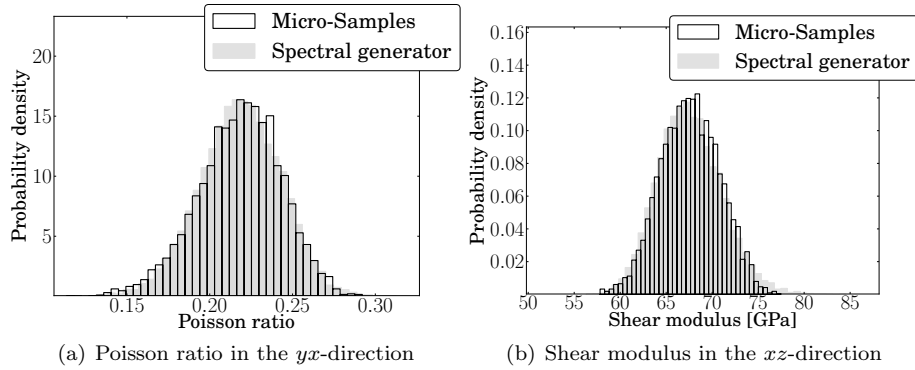 Micro-Samples
Spectral generator
Probability density
20
15
10
5
0.15
0.20
0.25
0.30
Poisson ratio
(a) Poisson ratio in the yx-direction
Micro-Samples
Spectral generator
Probability density
0.16
0.14
0.12
0.10
0.08
0.06
0.04
0.02
50
55
60
65
70
75
80
85
Shear modulus [GPa]
(b) Shear modulus in the xz-direction